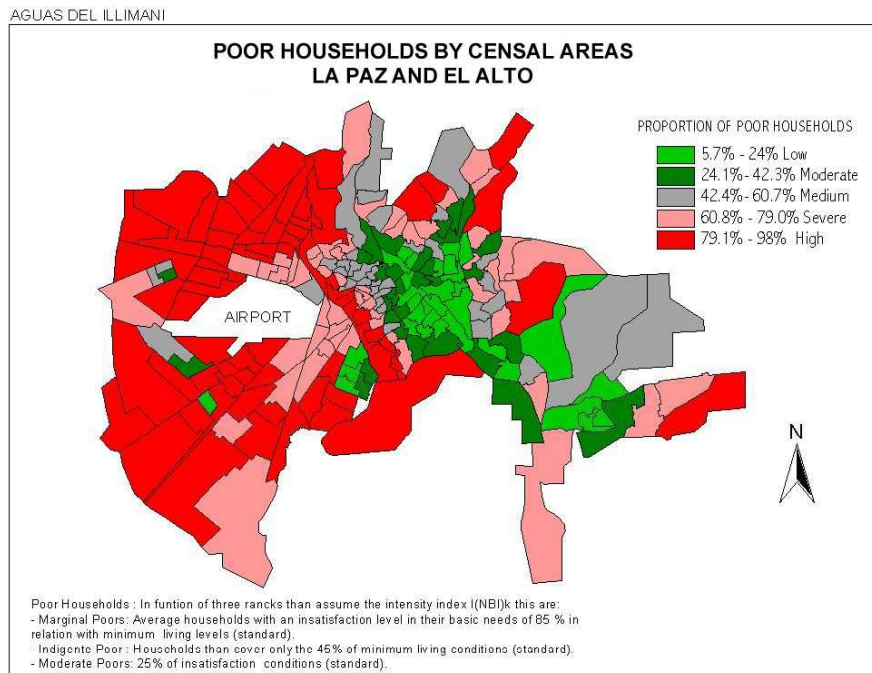 AGUAS DEL ILLIMANI
POOR HOUSEHOLDS BY CENSAL AREAS
LA PAZ AND EL ALTO
PROPORTION OF POOR HOUSEHOLDS
5.7% - 24% Low
24.1% - 42.3% Moderate
42.4% - 60.7% Medium
60.8% - 79.0% Severe
79.1% - 98% High
AIRPORT
N
Poor Households : In funtion of three rancks than assume the intensity index I(NBI)k this are:
- Marginal Poors: Average households with an insatisfaction level in their basic needs of 85 % in
relation with minimum living levels (standard).
Indigente Poor : Households than cover only the 45% of minimum living conditions (standard).
- Moderate Poors: 25% of insatisfaction conditions (standard).